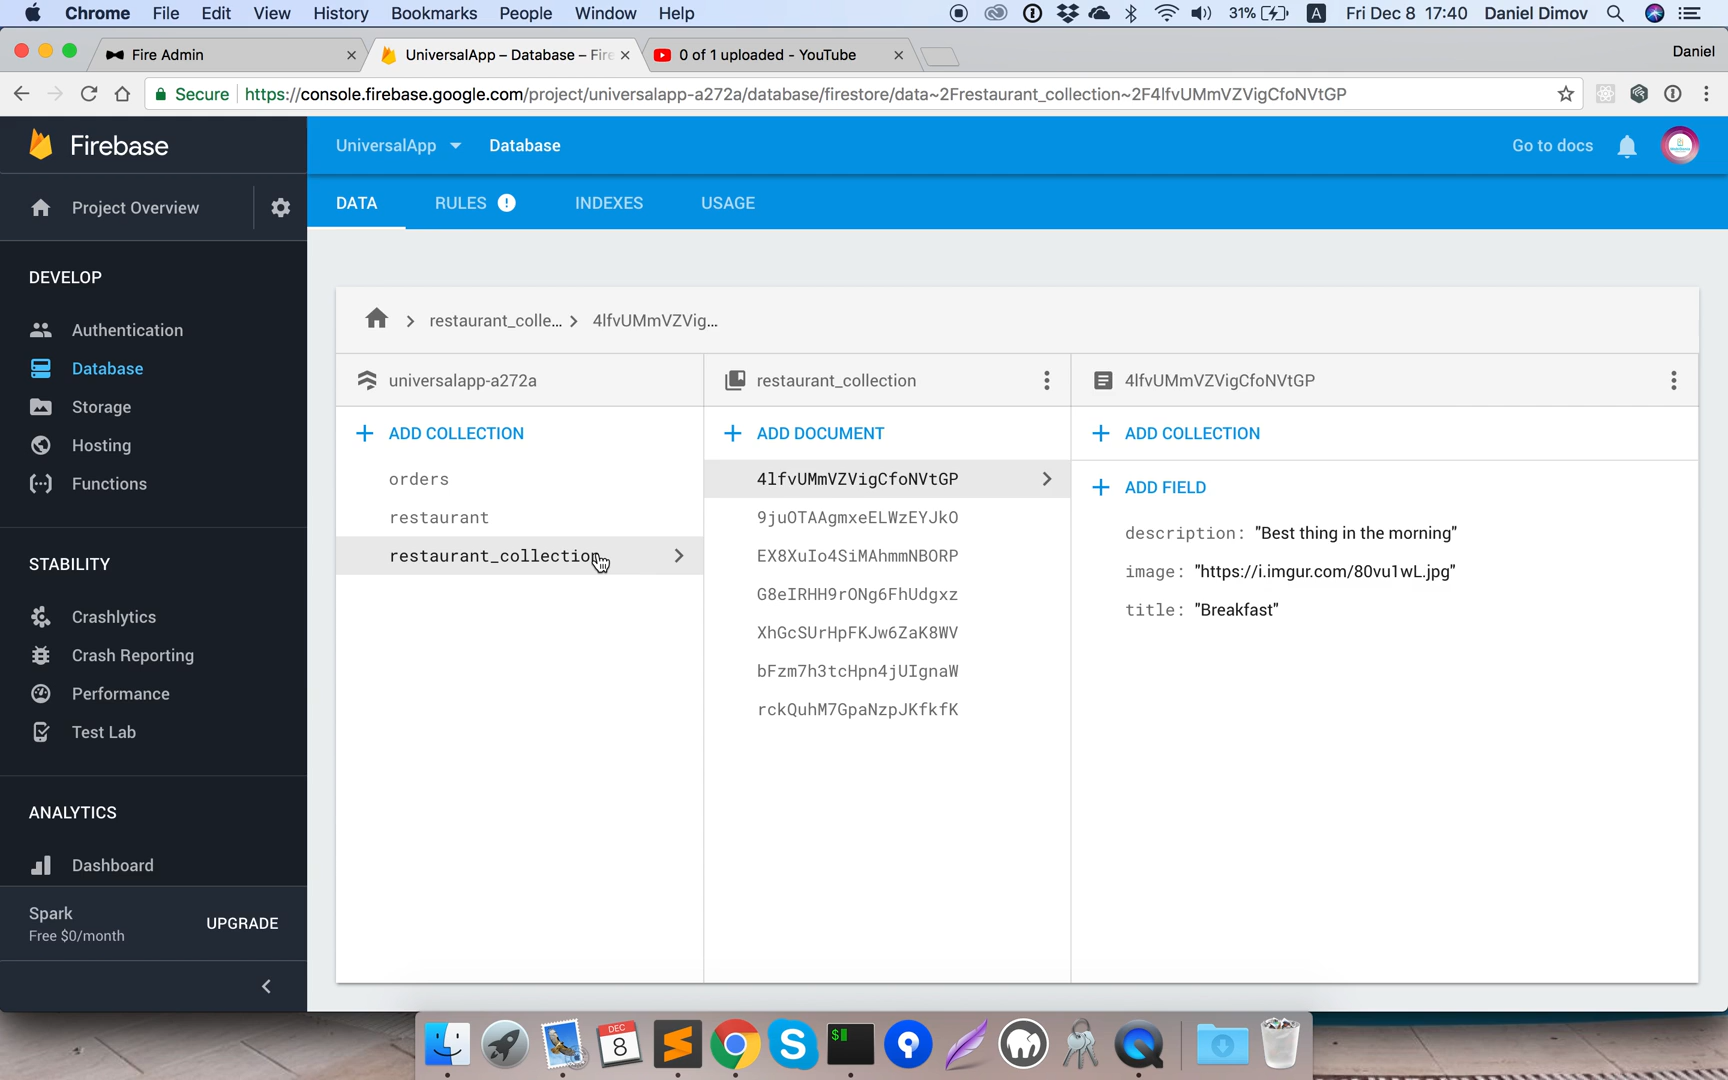 Chrome File Edit View History Bookmarks People Window Help 31% A Fri Dec 8 17:40 Daniel Dimov
Fire Admin UniversalApp – Database – Fire 0 of 1 uploaded - YouTube Daniel
Secure https://console.firebase.google.com/project/universalapp-a272a/database/firestore/data~2Frestaurant_collection~2F4lfvUMmVZVigCfoNVtGP
Firebase
UniversalApp Database Go to docs
Project Overview
DATA RULES INDEXES USAGE
DEVELOP
Authentication
Database
Storage
Hosting
Functions
STABILITY
Crashlytics
Crash Reporting
Performance
Test Lab
ANALYTICS
Dashboard
Spark
Free $0/month
UPGRADE
restaurant_colle... 4lfvUMmVZVig...
universalapp-a272a
ADD COLLECTION
orders
restaurant
restaurant_collection
restaurant_collection
ADD DOCUMENT
4lfvUMmVZVigCfoNVtGP
9juOTAAgmxeELWzEYJkO
EX8XuIo4SiMAhmmNBORP
G8eIRHH9rONg6FhUdgxz
XhGcSUrHpFKJw6ZaK8WV
bFzm7h3tcHpn4jUIgnaW
rckQuhM7GpaNzpJKfkfK
4lfvUMmVZVigCfoNVtGP
ADD COLLECTION
ADD FIELD
description: "Best thing in the morning"
image: "https://i.imgur.com/80vu1wL.jpg"
title: "Breakfast"
DEC
8